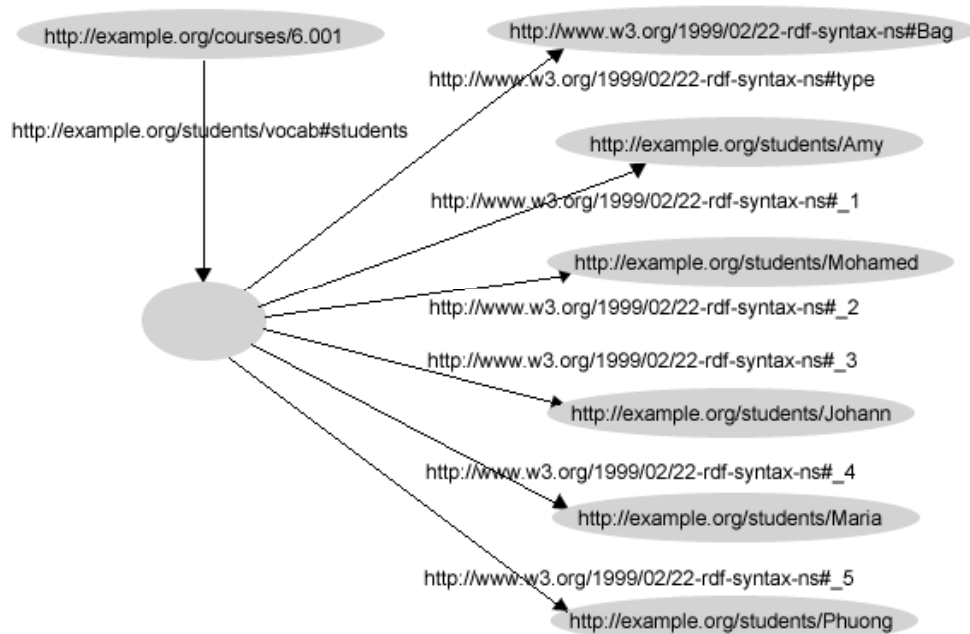 http://example.org/courses/6.001
http://www.w3.org/1999/02/22-rdf-syntax-ns#Bag
http://www.w3.org/1999/02/22-rdf-syntax-ns#type
http://example.org/students/vocab#students
http://example.org/students/Amy
http://www.w3.org/1999/02/22-rdf-syntax-ns#_1
http://example.org/students/Mohamed
http://www.w3.org/1999/02/22-rdf-syntax-ns#_2
http://www.w3.org/1999/02/22-rdf-syntax-ns#_3
http://example.org/students/Johann
http://www.w3.org/1999/02/22-rdf-syntax-ns#_4
http://example.org/students/Maria
http://www.w3.org/1999/02/22-rdf-syntax-ns#_5
http://example.org/students/Phuong